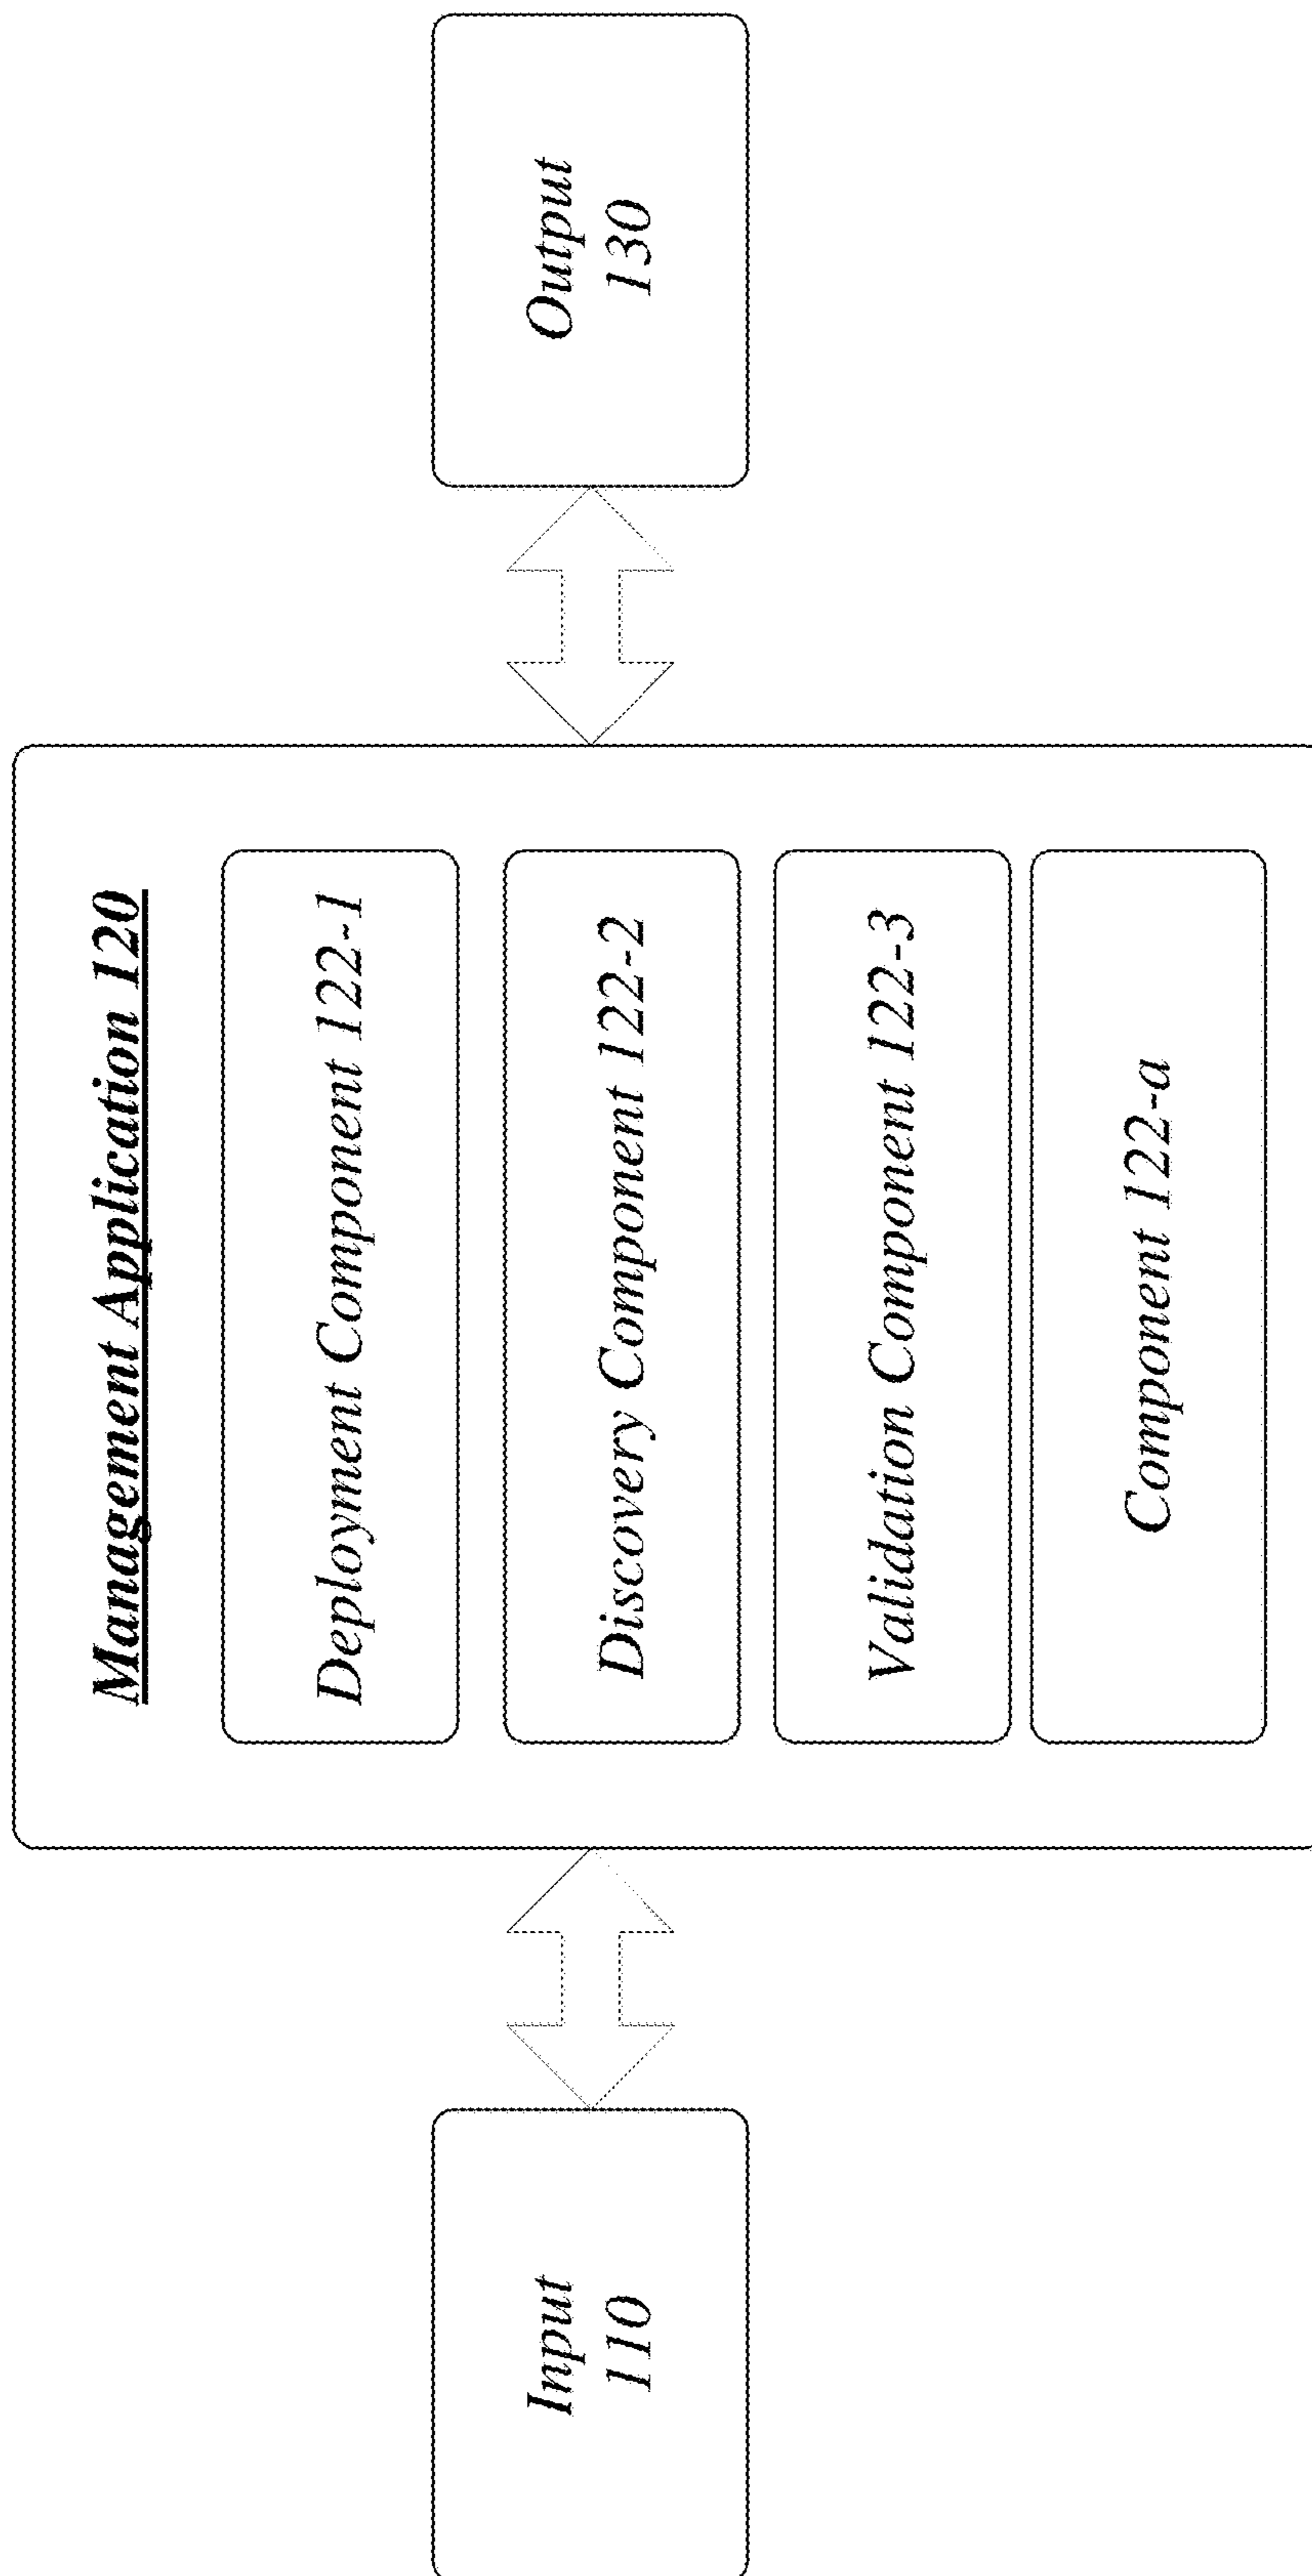 Management Application 120
Deployment Component 122-1
Discovery Component 122-2
Validation Component 122-3
Component 122-a
Input
110
Output
130